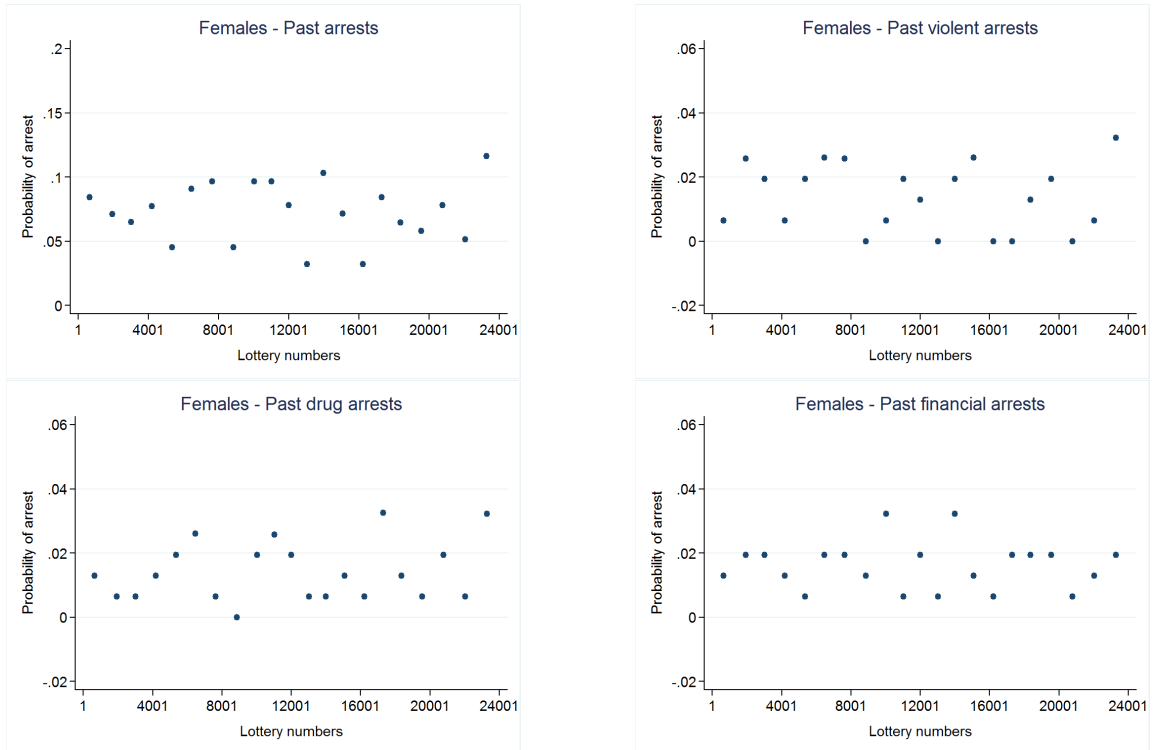 Females - Past arrests
.2
.15
.1
.05
0
Probability of arrest
1 4001 8001 12001 16001 20001 24001
Lottery numbers
Females - Past violent arrests
.06
.04
.02
0
-.02
Probability of arrest
1 4001 8001 12001 16001 20001 24001
Lottery numbers
Females - Past drug arrests
.06
.04
.02
0
-.02
Probability of arrest
1 4001 8001 12001 16001 20001 24001
Lottery numbers
Females - Past financial arrests
.06
.04
.02
0
-.02
Probability of arrest
1 4001 8001 12001 16001 20001 24001
Lottery numbers